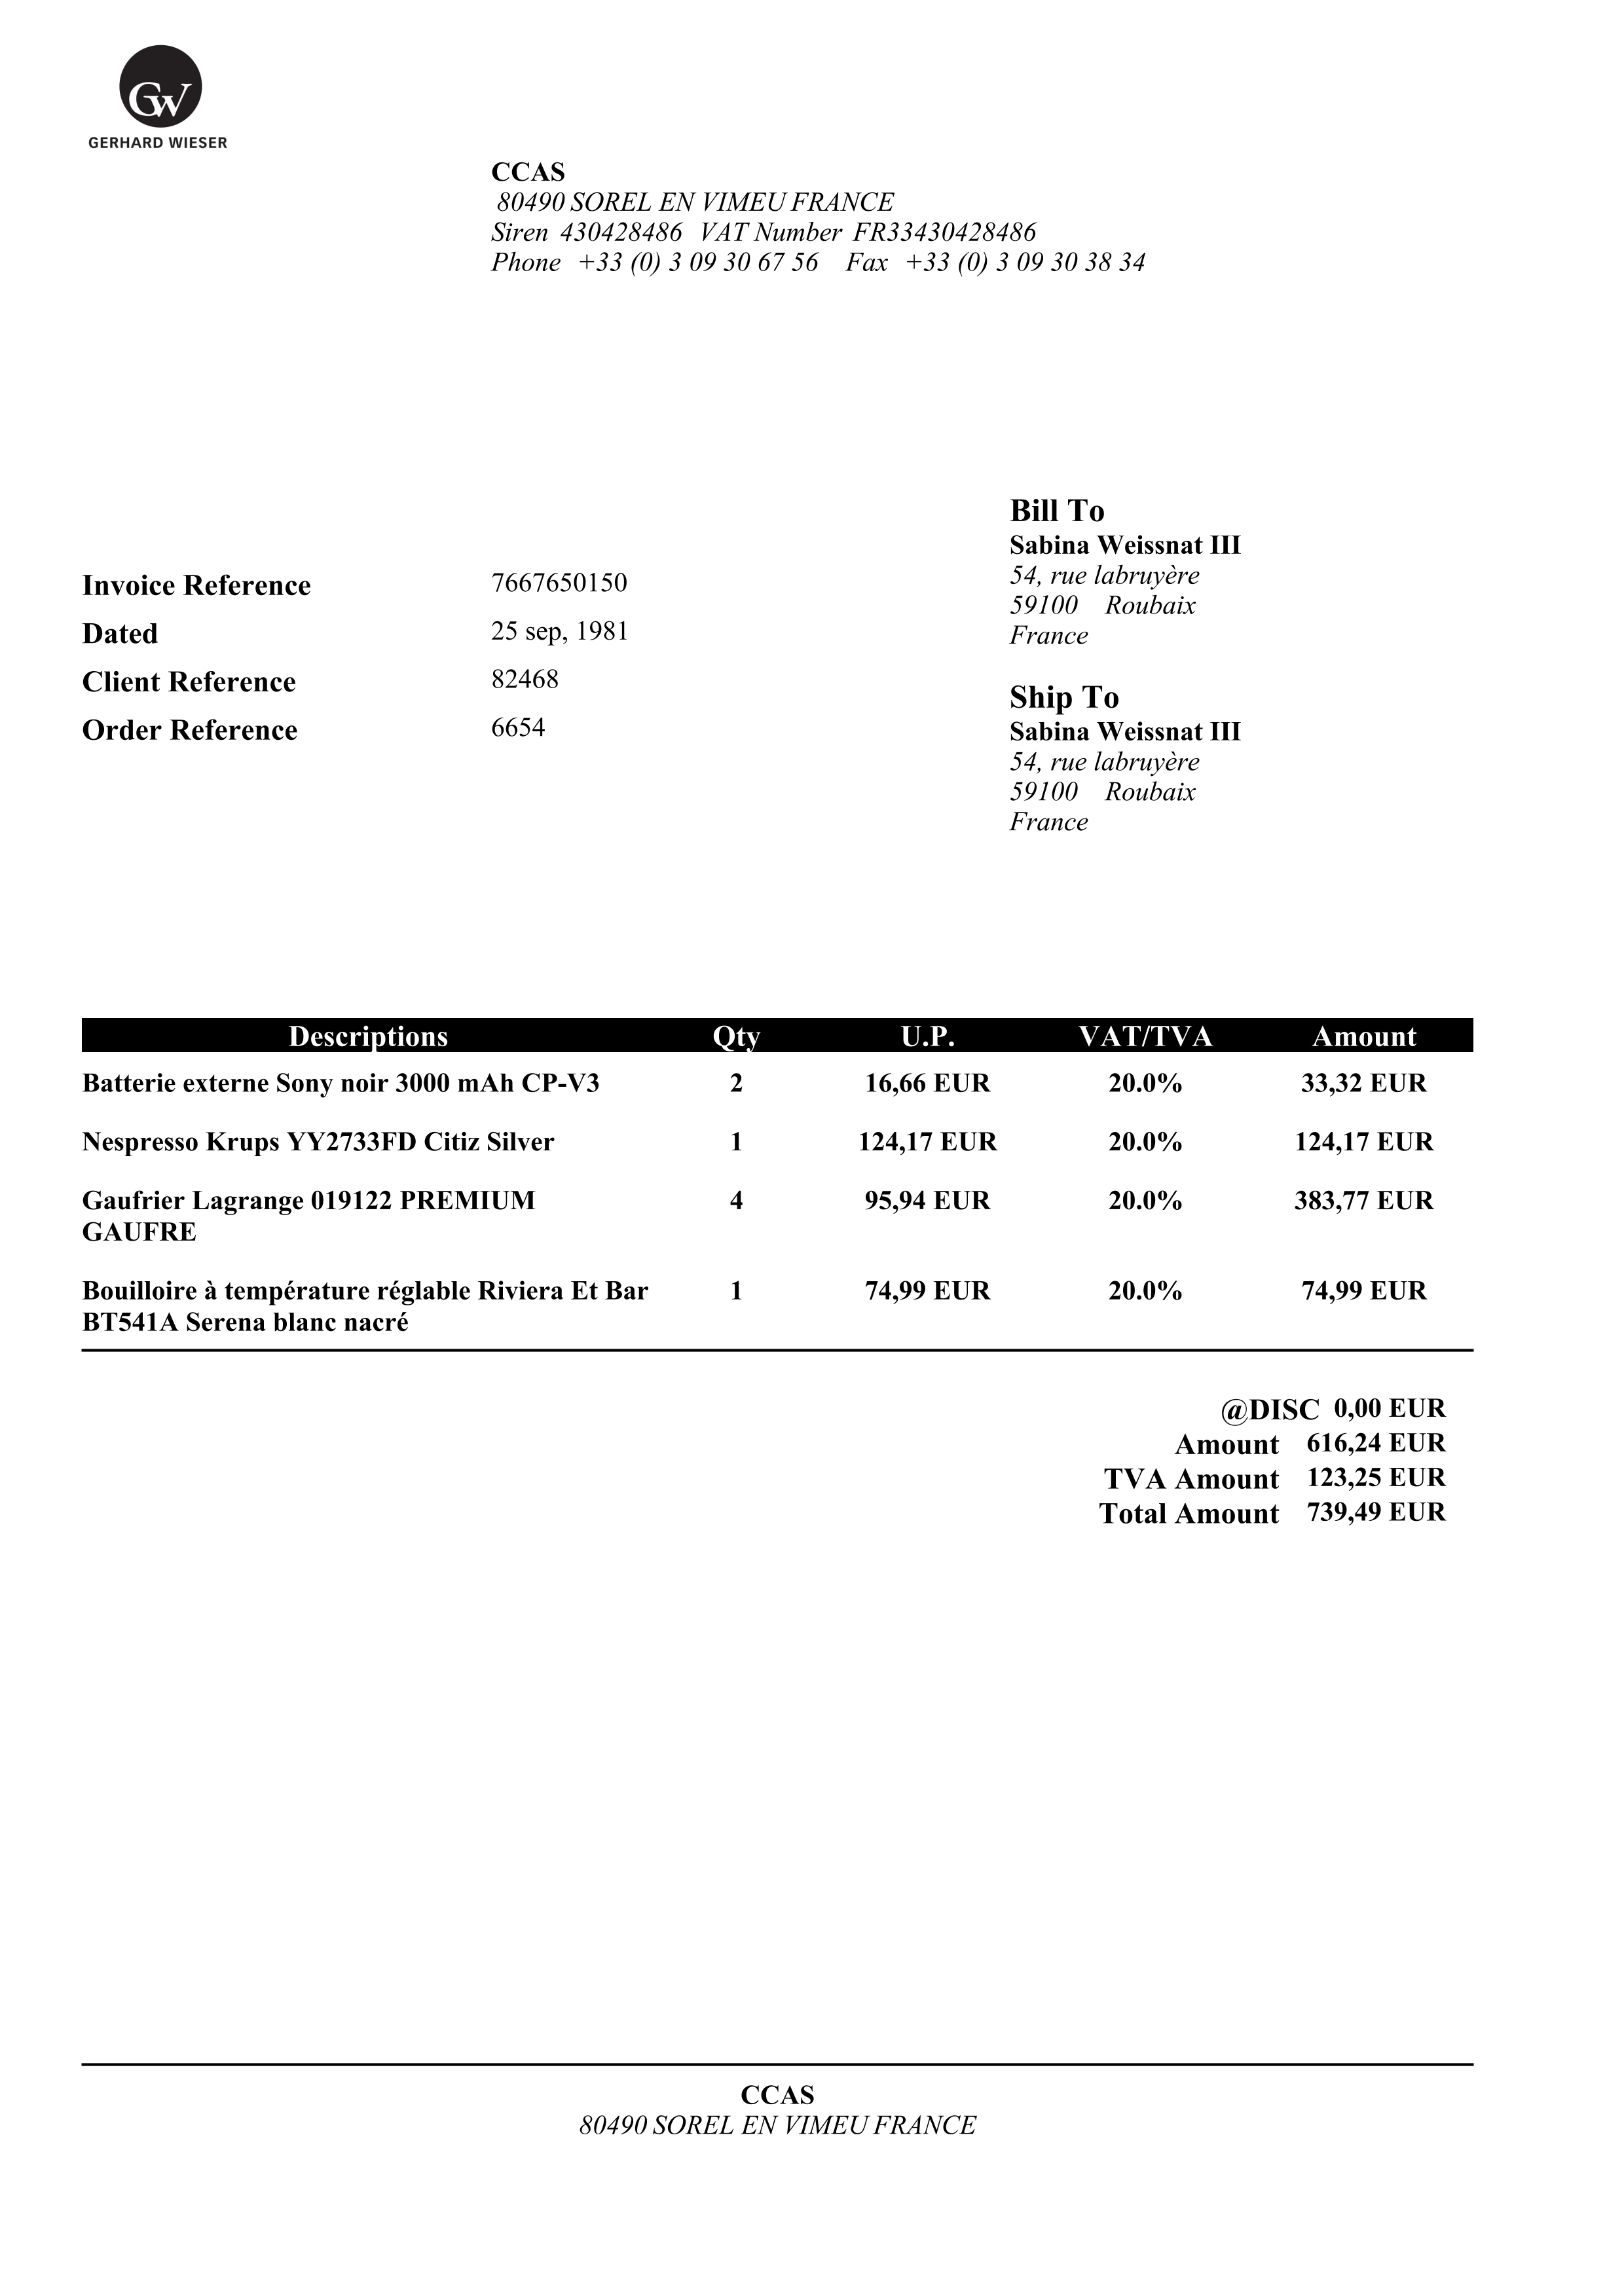 GW
GERHARD WIESER
CCAS
80490 SOREL EN VIMEU FRANCE
Siren 430428486 VAT Number FR33430428486
Phone +33 (0) 3 09 30 67 56 Fax +33 (0) 3 09 30 38 34
Invoice Reference 7667650150
Dated 25 sep, 1981
Client Reference 82468
Order Reference 6654
Bill To
Sabina Weissnat III
54, rue labruyère
59100 Roubaix
France
Ship To
Sabina Weissnat III
54, rue labruyère
59100 Roubaix
France
Descriptions Qty U.P. VAT/TVA Amount
Batterie externe Sony noir 3000 mAh CP-V3 2 16,66 EUR 20.0% 33,32 EUR
Nespresso Krups YY2733FD Citiz Silver 1 124,17 EUR 20.0% 124,17 EUR
Gaufrier Lagrange 019122 PREMIUM 4 95,94 EUR 20.0% 383,77 EUR
GAUFRE
Bouilloire à température réglable Riviera Et Bar 1 74,99 EUR 20.0% 74,99 EUR
BT541A Serena blanc nacré
@DISC 0,00 EUR
Amount 616,24 EUR
TVA Amount 123,25 EUR
Total Amount 739,49 EUR
CCAS
80490 SOREL EN VIMEU FRANCE